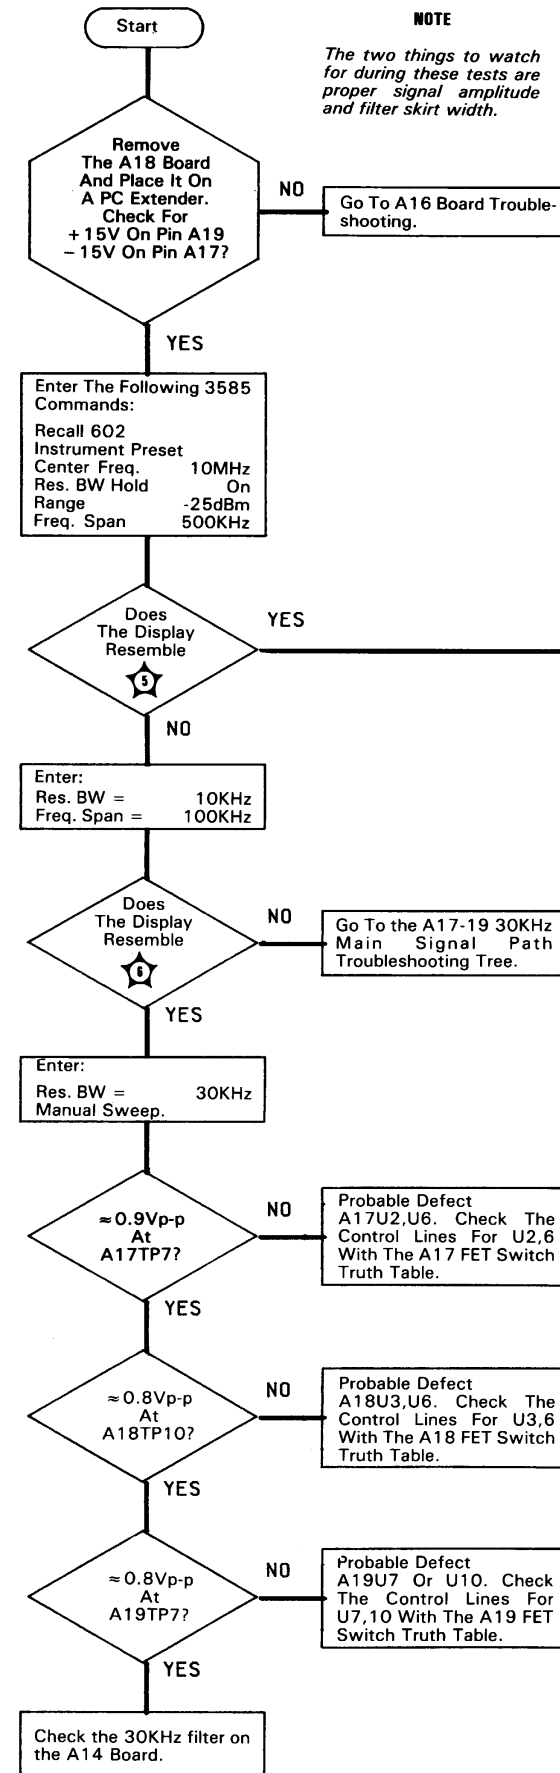 Start
NOTE
The two things to watch
for during these tests are
proper signal amplitude
and filter skirt width.
Remove
The A18 Board
And Place It On
A PC Extender.
Check For
+15V On Pin A19
–15V On Pin A17?
NO
Go To A16 Board Trouble-
shooting.
YES
Enter The Following 3585
Commands:
Recall 602
Instrument Preset
Center Freq. 10MHz
Res. BW Hold On
Range -25dBm
Freq. Span 500KHz
Does
The Display
Resemble
5
YES
NO
Enter:
Res. BW = 10KHz
Freq. Span = 100KHz
Does
The Display
Resemble
6
NO
Go To the A17-19 30KHz
Main Signal Path
Troubleshooting Tree.
YES
Enter:
Res. BW = 30KHz
Manual Sweep.
≈0.9Vp-p
At
A17TP7?
NO
Probable Defect
A17U2,U6. Check The
Control Lines For U2,6
With The A17 FET Switch
Truth Table.
YES
≈0.8Vp-p
At
A18TP10?
NO
Probable Defect
A18U3,U6. Check The
Control Lines For U3,6
With The A18 FET Switch
Truth Table.
YES
≈0.8Vp-p
At
A19TP7?
NO
Probable Defect
A19U7 Or U10. Check
The Control Lines For
U7,10 With The A19 FET
Switch Truth Table.
YES
Check the 30KHz filter on
the A14 Board.